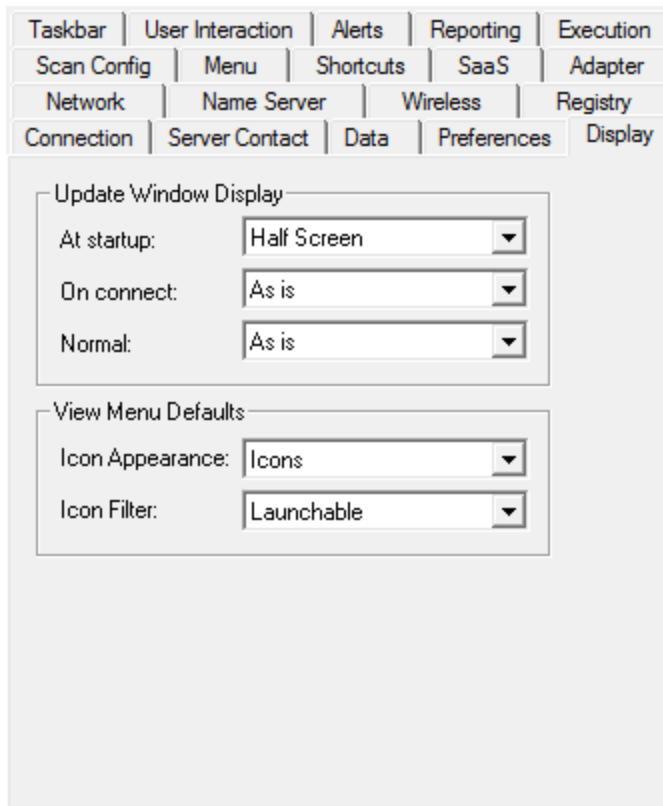 Taskbar User Interaction Alerts Reporting Execution
Scan Config Menu Shortcuts SaaS Adapter
Network Name Server Wireless Registry
Connection Server Contact Data Preferences Display
Update Window Display
At startup: Half Screen
On connect: As is
Normal: As is
View Menu Defaults
Icon Appearance: Icons
Icon Filter: Launchable